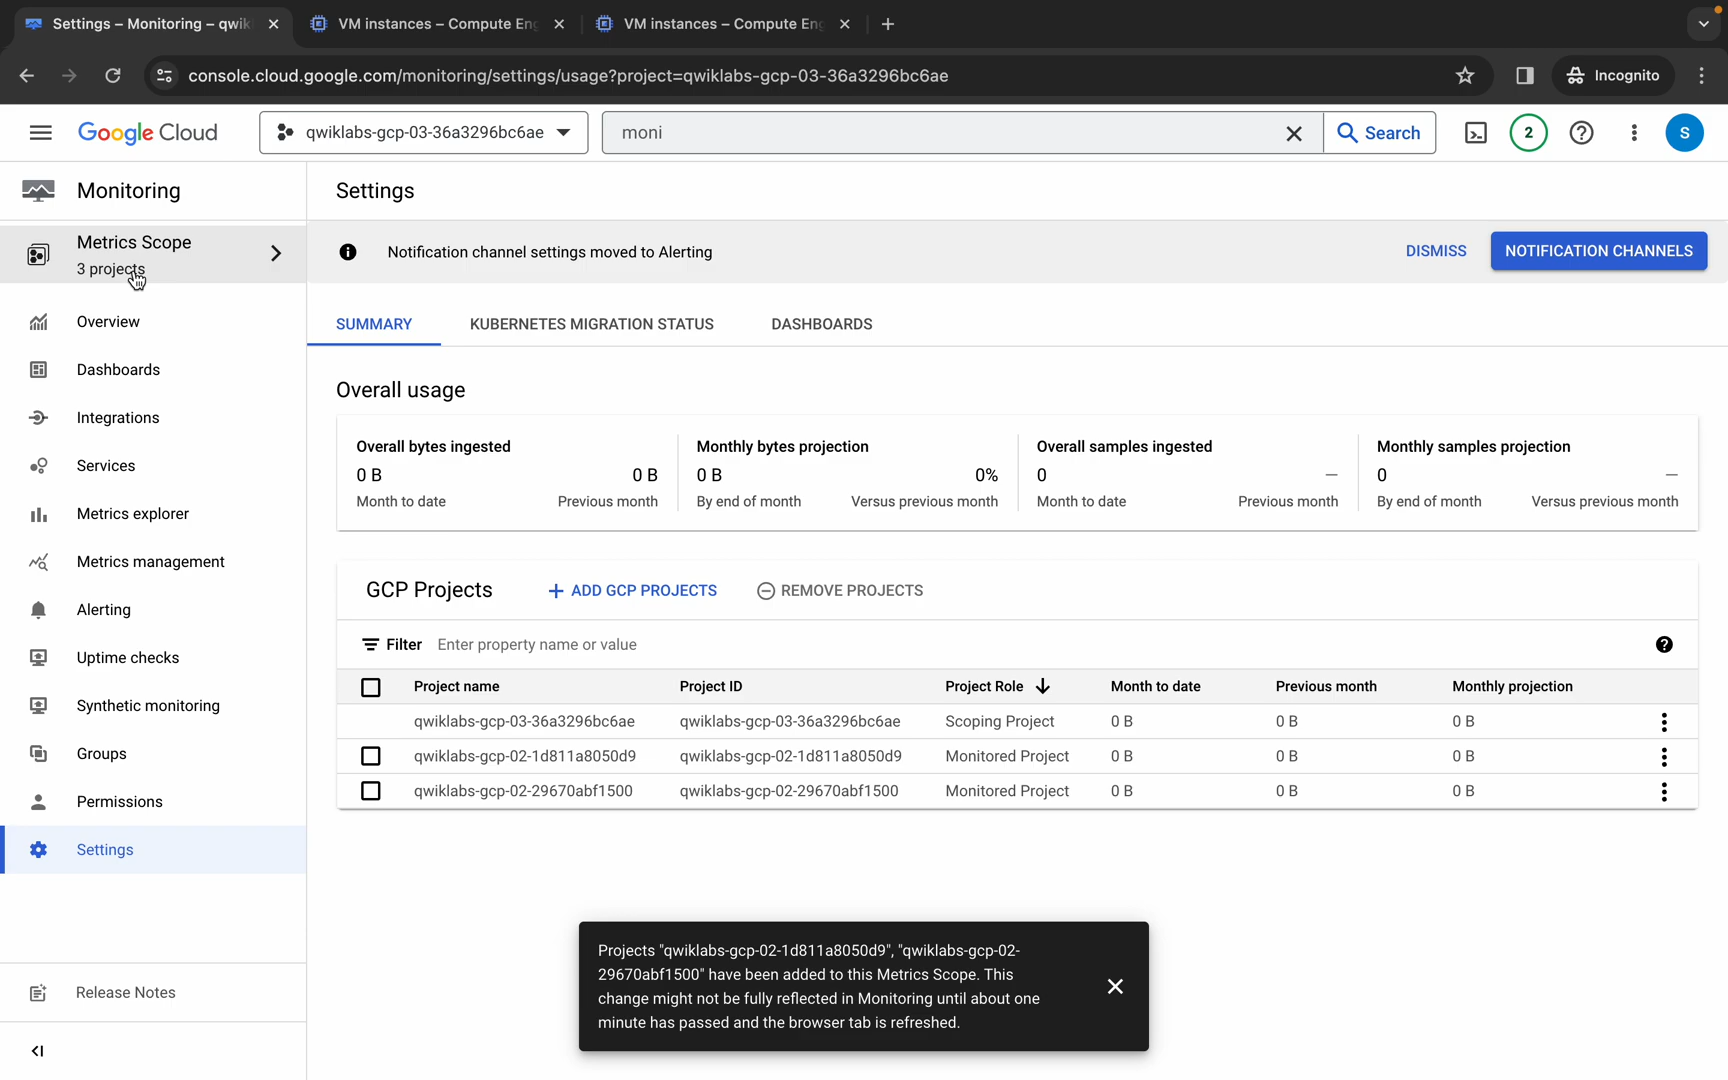 Settings – Monitoring – qwik
VM instances – Compute Eng
VM instances – Compute Eng
console.cloud.google.com/monitoring/settings/usage?project=qwiklabs-gcp-03-36a3296bc6ae
Incognito
Google Cloud
qwiklabs-gcp-03-36a3296bc6ae
moni
Search
2
S
Monitoring
Settings
Metrics Scope
3 projects
Notification channel settings moved to Alerting
DISMISS
NOTIFICATION CHANNELS
Overview
Dashboards
Integrations
Services
Metrics explorer
Metrics management
Alerting
Uptime checks
Synthetic monitoring
Groups
Permissions
Settings
Release Notes
SUMMARY
KUBERNETES MIGRATION STATUS
DASHBOARDS
Overall usage
Overall bytes ingested
0 B 0 B
Month to date Previous month
Monthly bytes projection
0 B 0%
By end of month Versus previous month
Overall samples ingested
0 –
Month to date Previous month
Monthly samples projection
0 –
By end of month Versus previous month
GCP Projects
ADD GCP PROJECTS
REMOVE PROJECTS
Filter Enter property name or value
Project name Project ID Project Role Month to date Previous month Monthly projection
qwiklabs-gcp-03-36a3296bc6ae qwiklabs-gcp-03-36a3296bc6ae Scoping Project 0 B 0 B 0 B
qwiklabs-gcp-02-1d811a8050d9 qwiklabs-gcp-02-1d811a8050d9 Monitored Project 0 B 0 B 0 B
qwiklabs-gcp-02-29670abf1500 qwiklabs-gcp-02-29670abf1500 Monitored Project 0 B 0 B 0 B
Projects "qwiklabs-gcp-02-1d811a8050d9", "qwiklabs-gcp-02-
29670abf1500" have been added to this Metrics Scope. This
change might not be fully reflected in Monitoring until about one
minute has passed and the browser tab is refreshed.